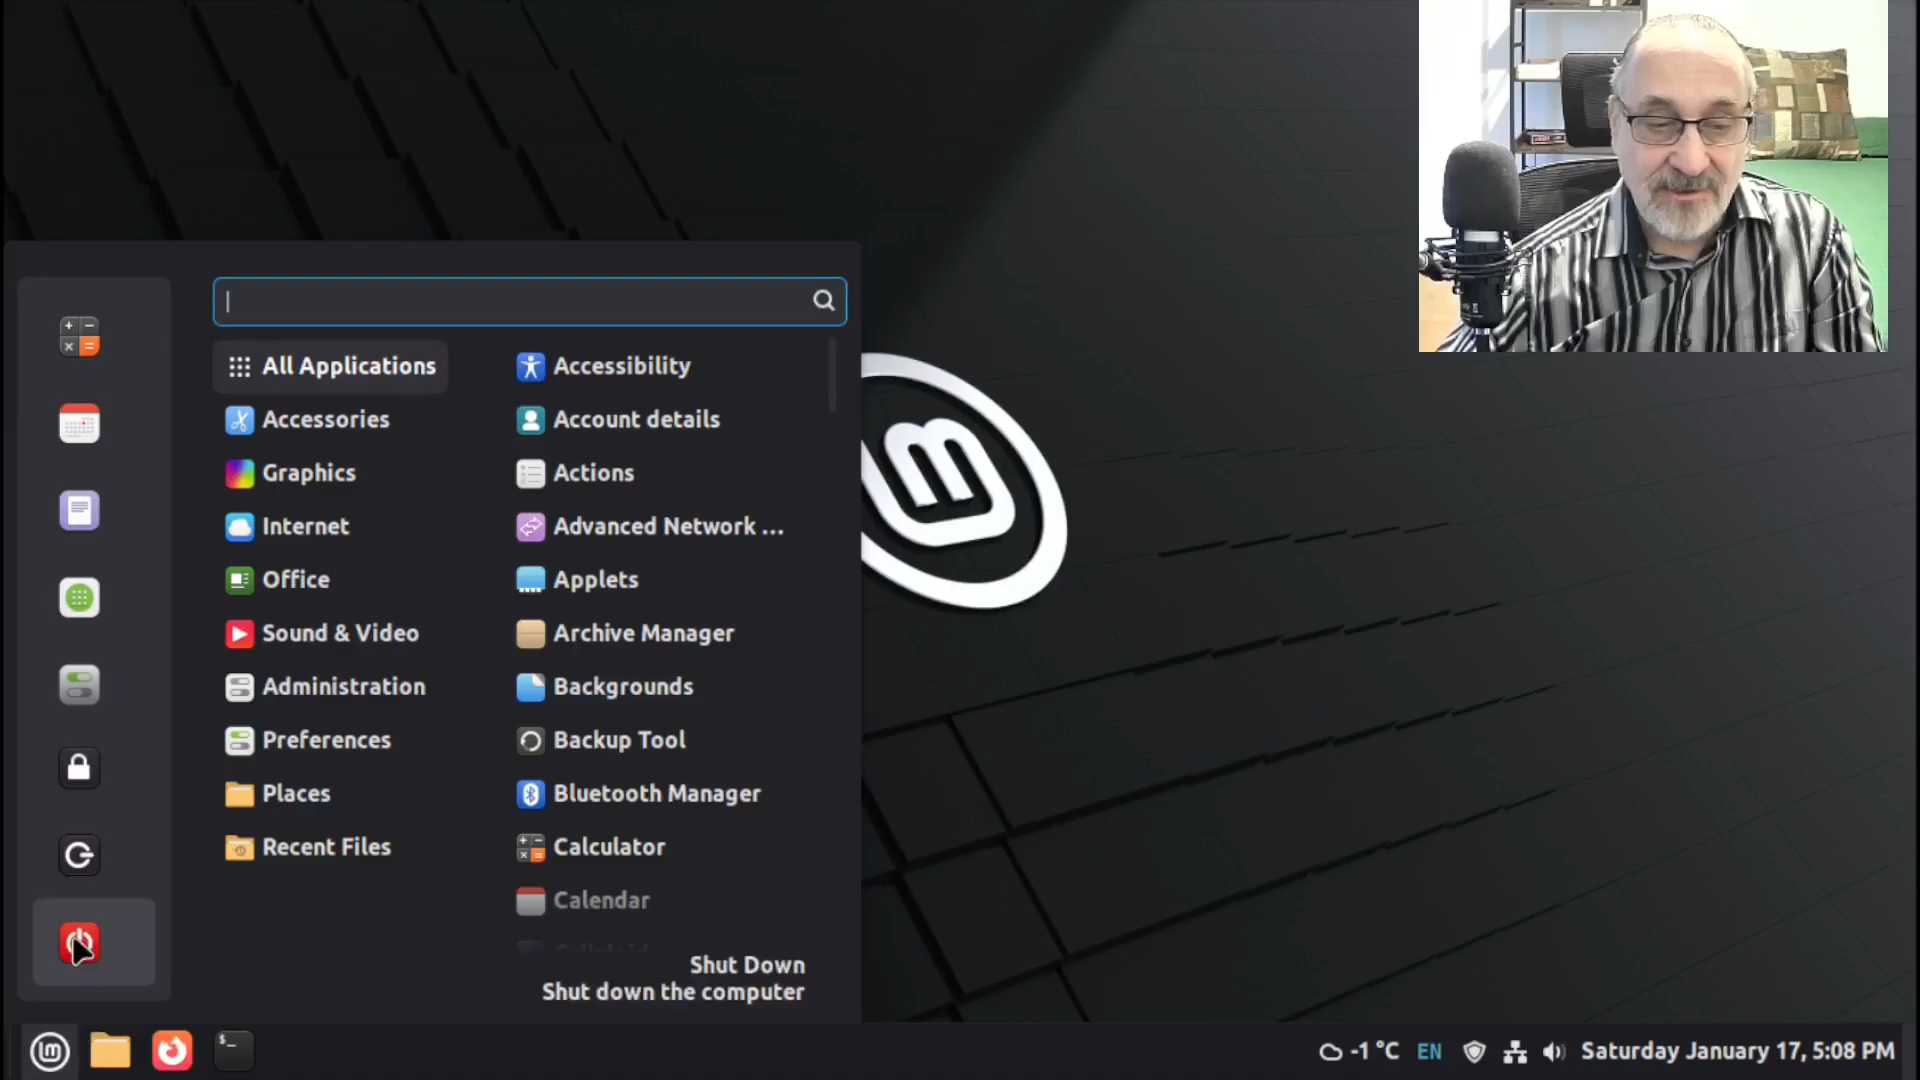 All Applications
Accessories
Graphics
Internet
Office
Sound & Video
Administration
Preferences
Places
Recent Files
Accessibility
Account details
Actions
Advanced Network ...
Applets
Archive Manager
Backgrounds
Backup Tool
Bluetooth Manager
Calculator
Calendar
Shut Down
Shut down the computer
-1 °C EN Saturday January 17, 5:08 PM